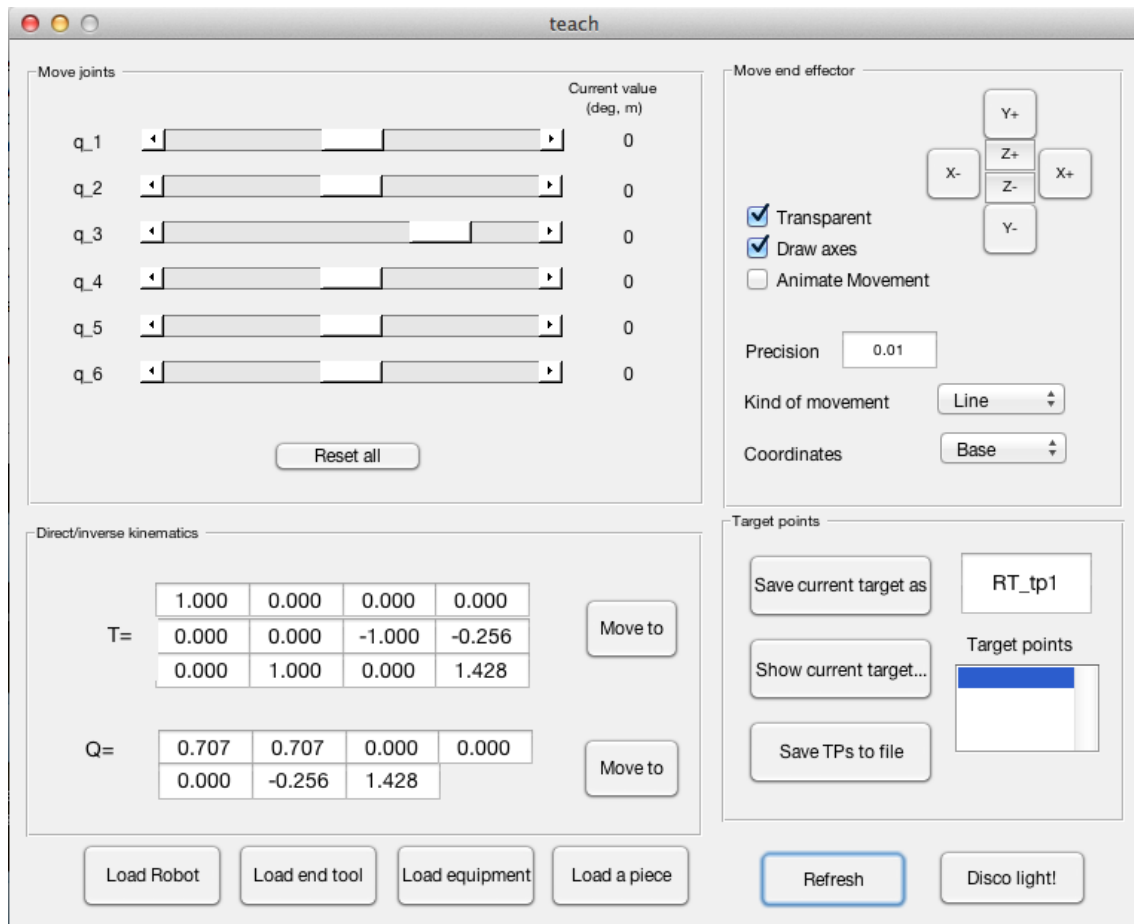 teach
Move joints
Current value
(deg, m)
q_1 0
q_2 0
q_3 0
q_4 0
q_5 0
q_6 0
Reset all
Move end effector
Y+
Z+
X- X+
Z-
Y-
Transparent
Draw axes
Animate Movement
Precision 0.01
Kind of movement Line
Coordinates Base
Direct/inverse kinematics
1.000 0.000 0.000 0.000
T= 0.000 0.000 -1.000 -0.256
0.000 1.000 0.000 1.428
Move to
Q= 0.707 0.707 0.000 0.000
0.000 -0.256 1.428
Move to
Target points
Save current target as RT_tp1
Target points
Show current target...
Save TPs to file
Load Robot Load end tool Load equipment Load a piece Refresh Disco light!